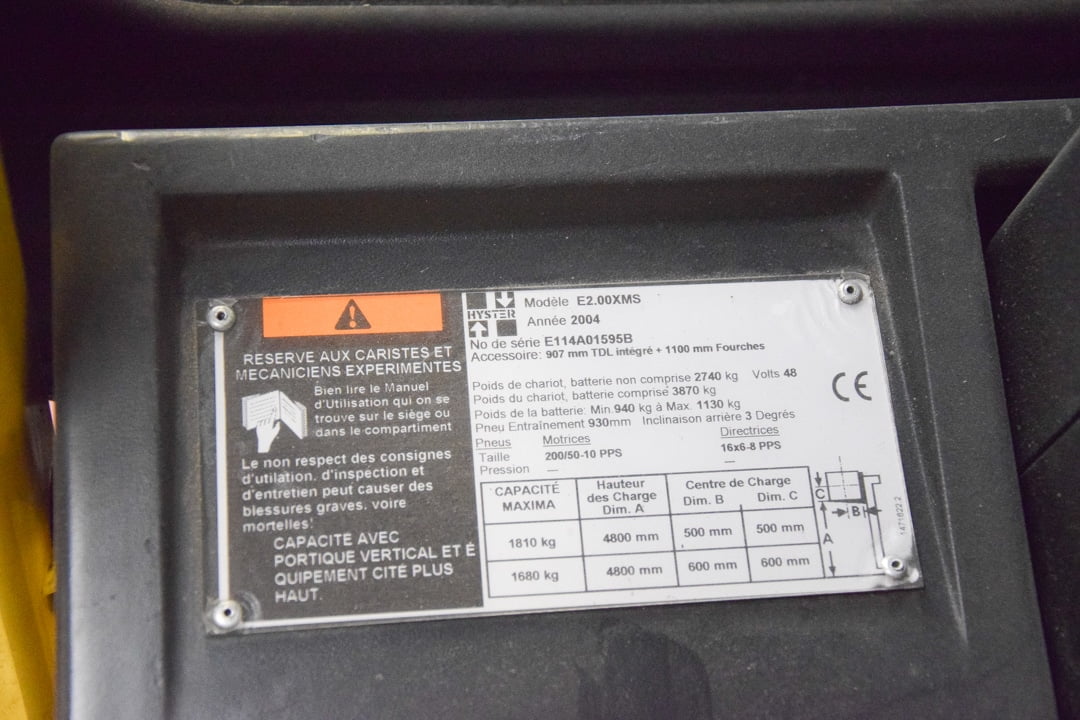 RESERVE AUX CARISTES ET
MECANICIENS EXPERIMENTES
Bien lire le Manuel
d'Utilisation qui on se
trouve sur le siége ou
dans le compartiment
Le non respect des consignes
d'utilation. d'inspection et
d'entretien peut causer des
blessures graves. voire
mortelles!
CAPACITE AVEC
PORTIQUE VERTICAL ET É
QUIPEMENT CITÉ PLUS
HAUT.
HYSTER
Modèle E2.00XMS
Année 2004
No de série E114A01595B
Accessoire: 907 mm TDL intégré + 1100 mm Fourches
Poids de chariot, batterie non comprise 2740 kg Volts 48
Poids du chariot, batterie comprise 3870 kg
Poids de la batterie: Min. 940 kg à Max. 1130 kg
Pneu Entraînement 930mm Inclinaison arrière 3 Degrés
Pneus Motrices Directrices
Taille 200/50-10 PPS 16x6-8 PPS
Pression — —
CAPACITÉ MAXIMA Hauteur des Charge Dim. A Centre de Charge Dim. B Dim. C
1810 kg 4800 mm 500 mm 500 mm
1680 kg 4800 mm 600 mm 600 mm
CE
C
B
A
1471622.2